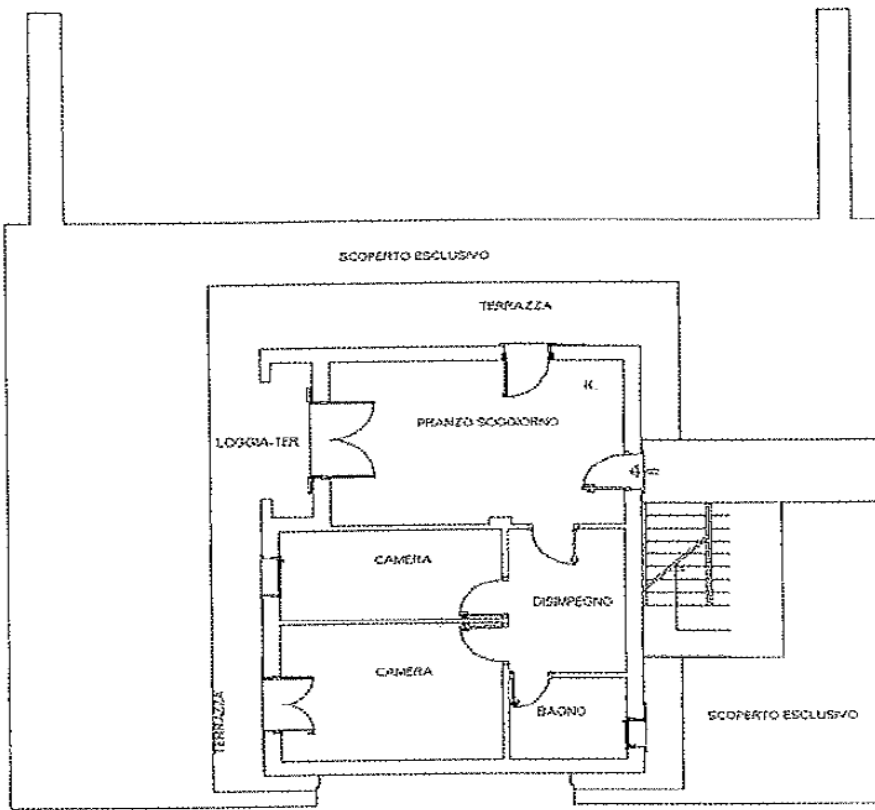 SCOPERTO ESCLUSIVO
TERRAZZA
K.
PRANZO SOGGIORNO
LOGGIA-TER
CAMERA
DISIMPEGNO
CAMERA
BAGNO
TERRAZZA
SCOPERTO ESCLUSIVO